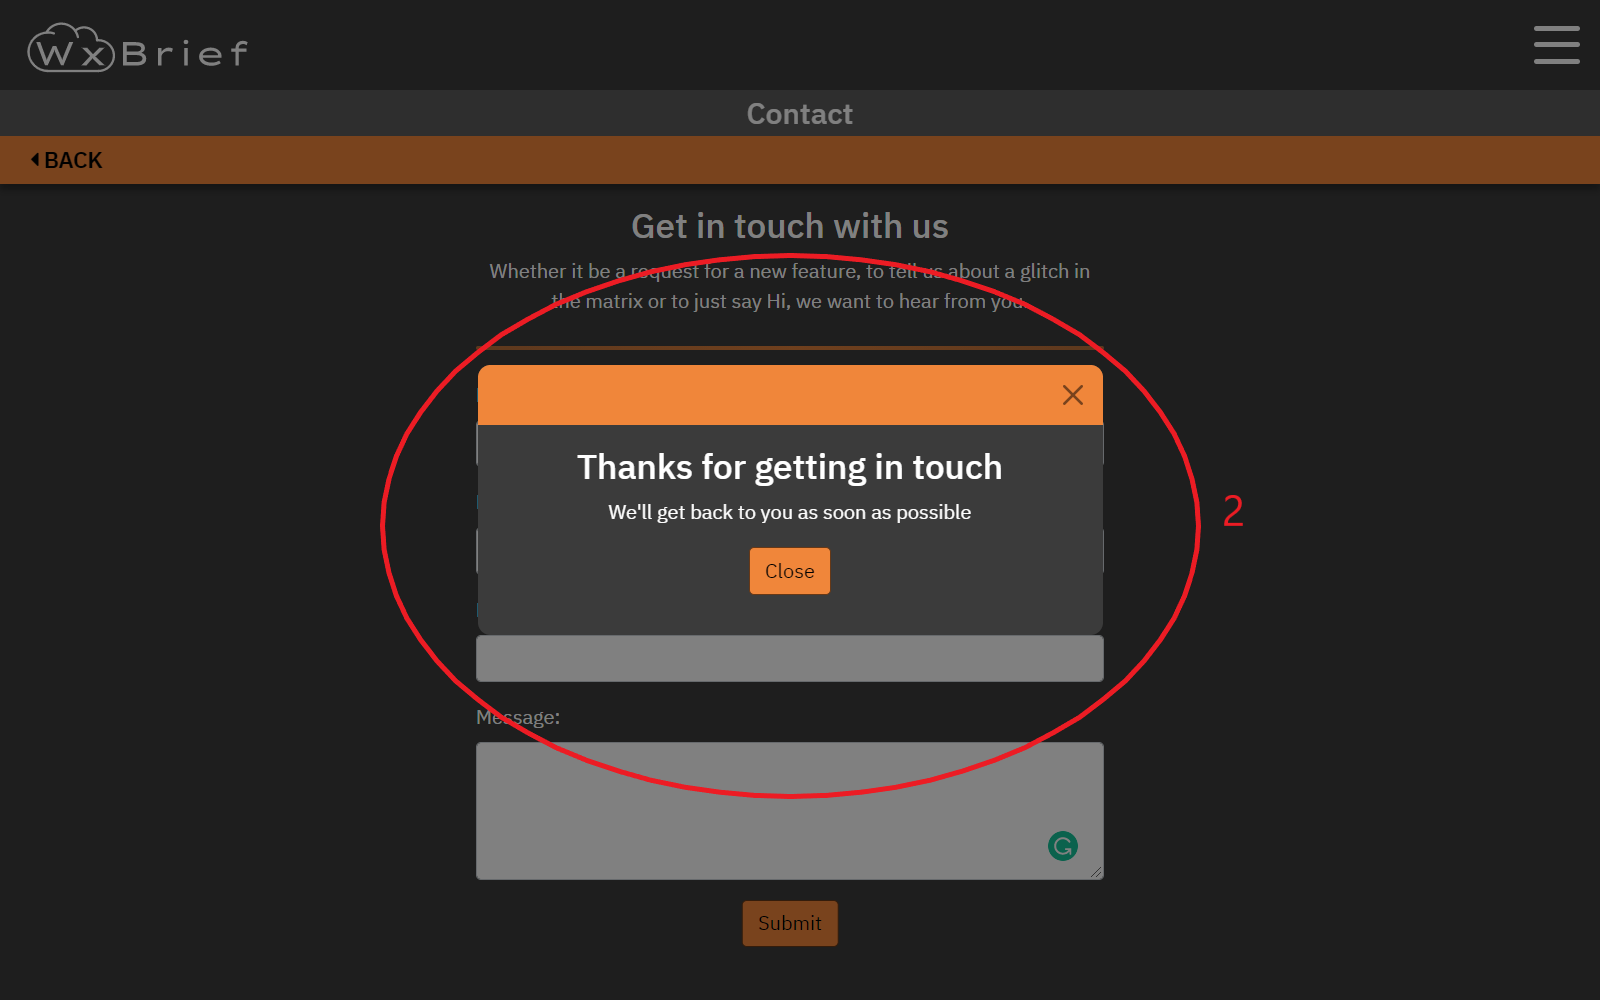 WxBrief
Contact
BACK
Get in touch with us
Whether it be a request for a new feature, to tell us about a glitch in
the matrix or to just say Hi, we want to hear from you.
Thanks for getting in touch
We'll get back to you as soon as possible
2
Close
Message:
Submit